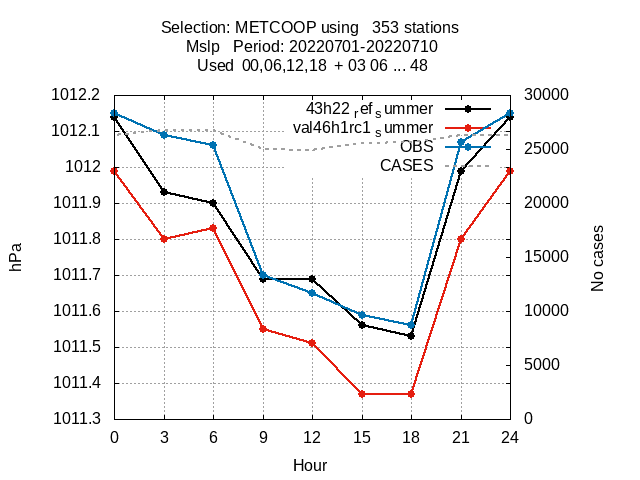 Selection: METCOOP using 353 stations
Mslp Period: 20220701-20220710
Used 00,06,12,18 + 03 06 ... 48
1012.2
1012.1
1012
1011.9
1011.8
1011.7
1011.6
1011.5
1011.4
1011.3
30000
25000
20000
15000
10000
5000
0
43h22_ref_summer
val46h1rc1_summer
OBS
CASES
hPa
No cases
0 3 6 9 12 15 18 21 24
Hour